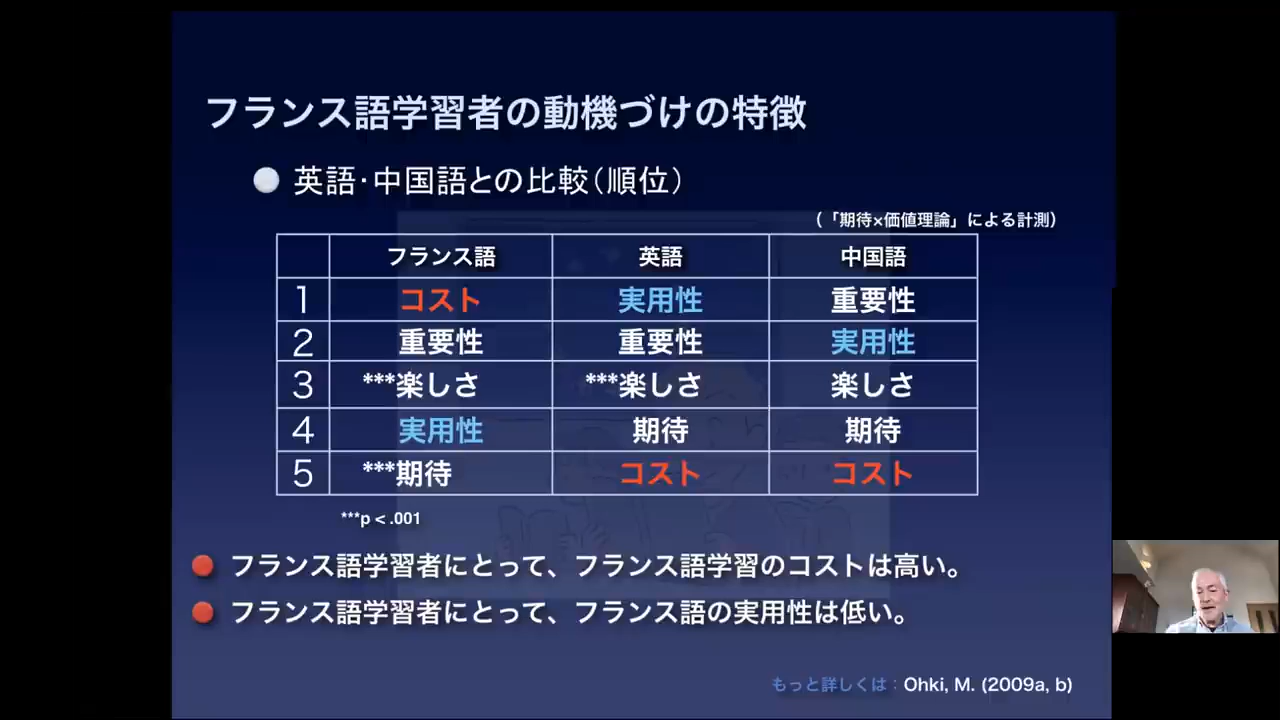 フランス語学習者の動機づけの特徴
英語・中国語との比較（順位）
（「期待×価値理論」による計測）
フランス語 英語 中国語
1 コスト 実用性 重要性
2 重要性 重要性 実用性
3 ***楽しさ ***楽しさ 楽しさ
4 実用性 期待 期待
5 ***期待 コスト コスト
***p < .001
フランス語学習者にとって、フランス語学習のコストは高い。
フランス語学習者にとって、フランス語の実用性は低い。
もっと詳しくは：Ohki, M. (2009a, b)